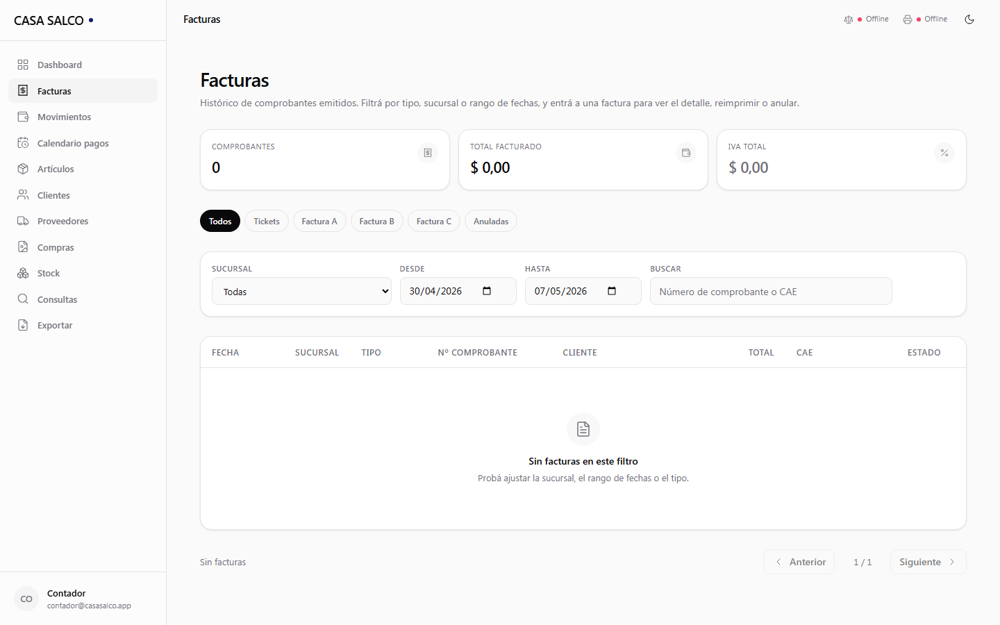 CASA SALCO
Facturas
Offline
Offline
Dashboard
Facturas
Movimientos
Calendario pagos
Artículos
Clientes
Proveedores
Compras
Stock
Consultas
Exportar
Contador
CO
contador@casasalco.app
Facturas
Histórico de comprobantes emitidos. Filtrá por tipo, sucursal o rango de fechas, y entrá a una factura para ver el detalle, reimprimir o anular.
COMPROBANTES
0
TOTAL FACTURADO
$ 0,00
IVA TOTAL
$ 0,00
Todos Tickets Factura A Factura B Factura C Anuladas
SUCURSAL DESDE HASTA BUSCAR
Todas 30/04/2026 07/05/2026 Número de comprobante o CAE
FECHA SUCURSAL TIPO Nº COMPROBANTE CLIENTE TOTAL CAE ESTADO
Sin facturas en este filtro
Probá ajustar la sucursal, el rango de fechas o el tipo.
Sin facturas Anterior 1 / 1 Siguiente